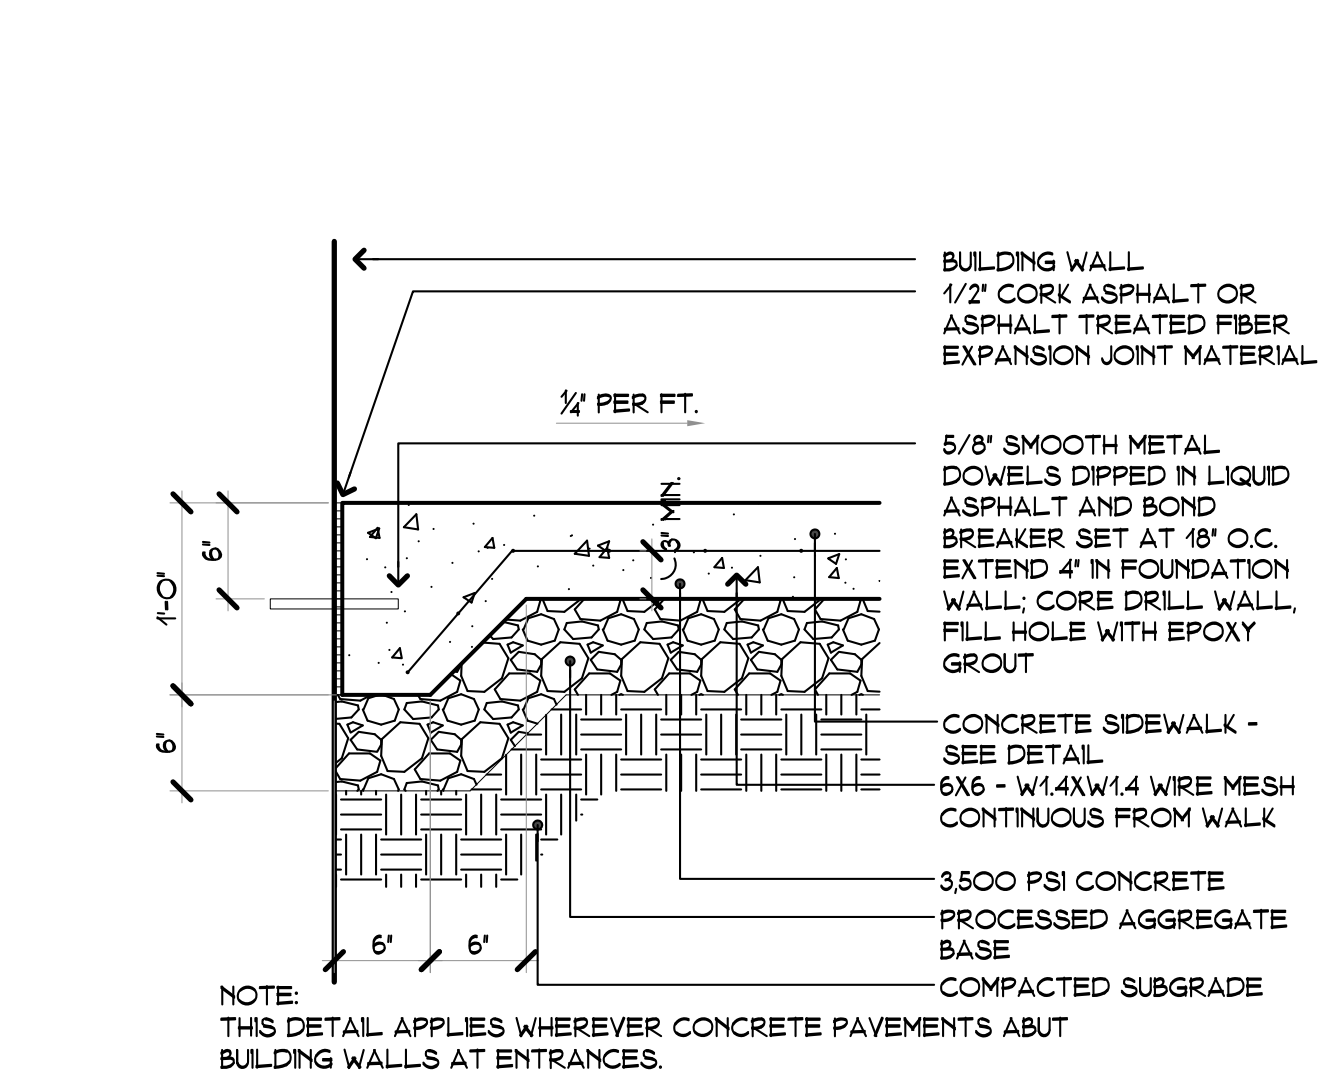 BUILDING WALL
1/2" CORK ASPHALT OR
ASPHALT TREATED FIBER
EXPANSION JOINT MATERIAL
¼" PER FT.
5/8" SMOOTH METAL
DOWELS DIPPED IN LIQUID
ASPHALT AND BOND
BREAKER SET AT 18" O.C.
EXTEND 4" IN FOUNDATION
WALL; CORE DRILL WALL,
FILL HOLE WITH EPOXY
GROUT
3" MIN.
6"
1'-0"
6"
CONCRETE SIDEWALK -
SEE DETAIL
6X6 - W1.4XW1.4 WIRE MESH
CONTINUOUS FROM WALK
3,500 PSI CONCRETE
PROCESSED AGGREGATE
BASE
COMPACTED SUBGRADE
6"
6"
NOTE:
THIS DETAIL APPLIES WHEREVER CONCRETE PAVEMENTS ABUT
BUILDING WALLS AT ENTRANCES.